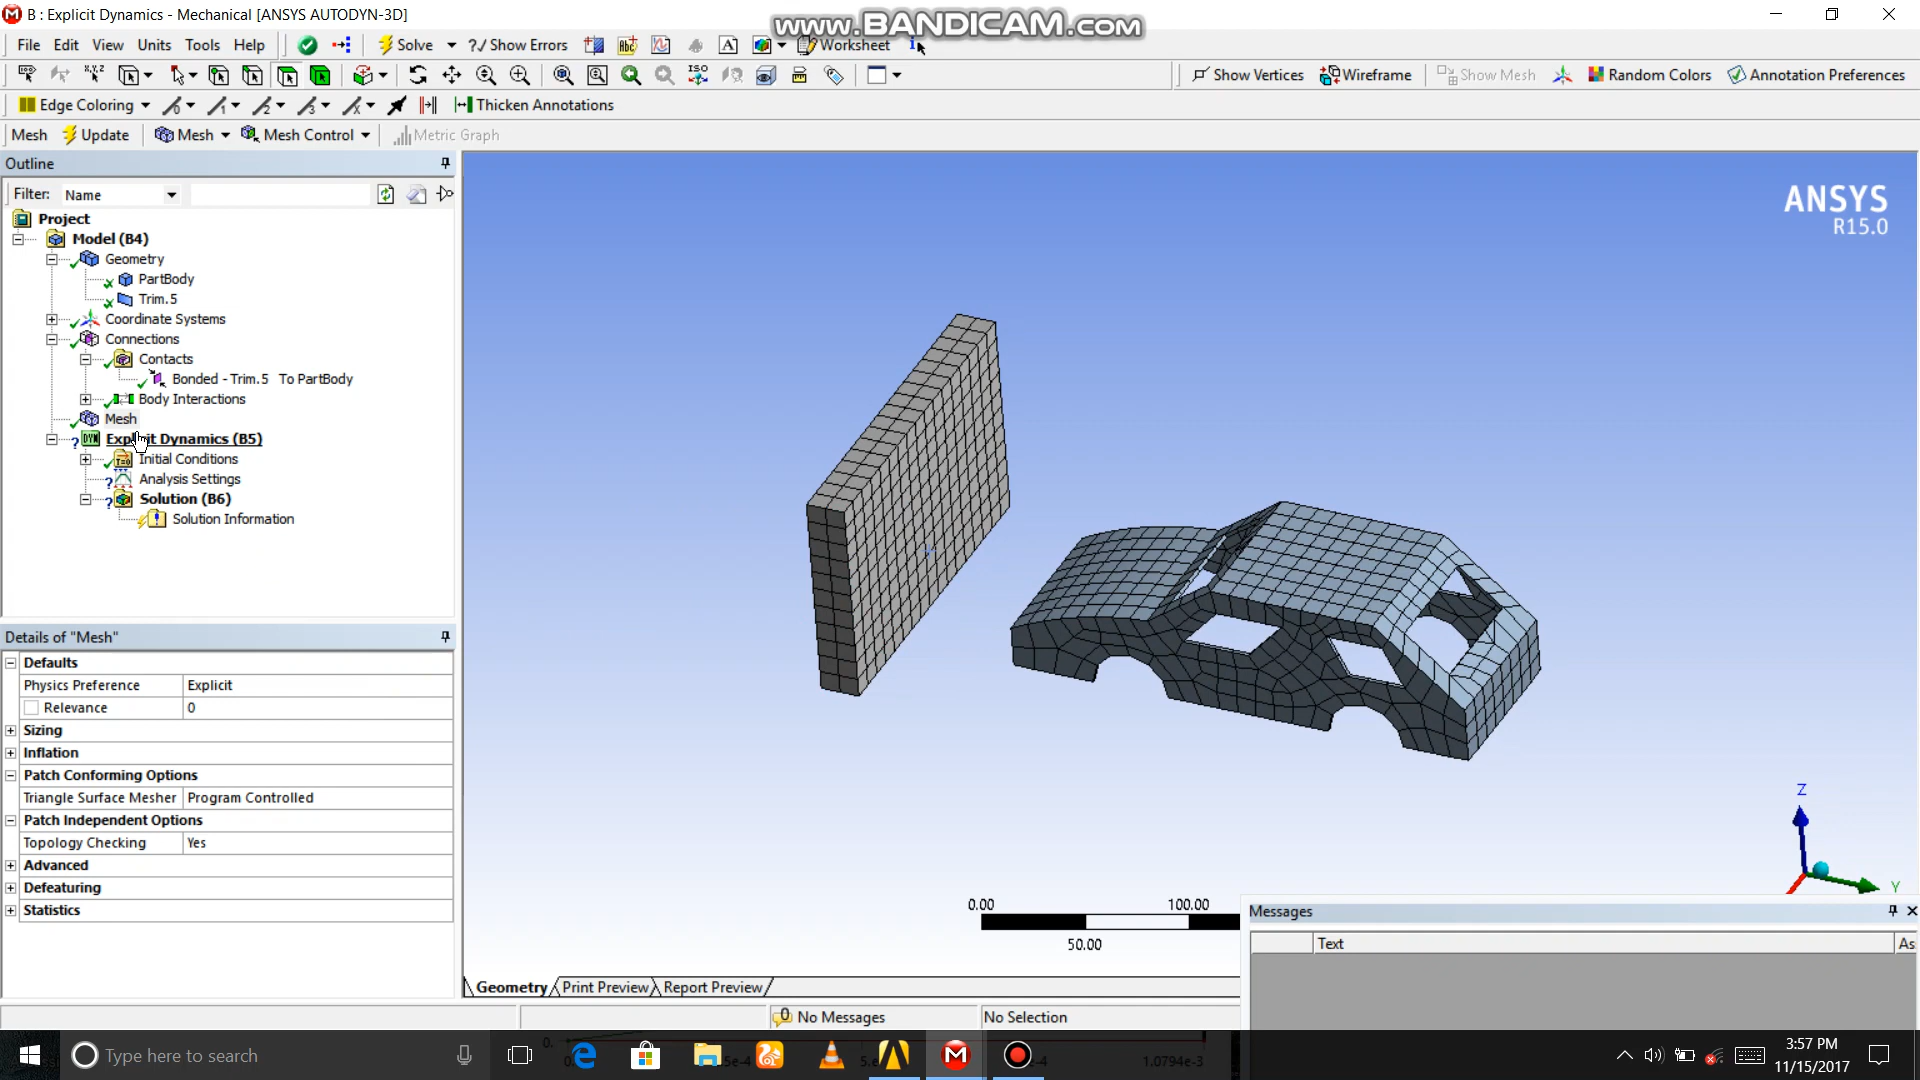 B : Explicit Dynamics - Mechanical [ANSYS AUTODYN-3D]
www.BANDICAM.com
File Edit View Units Tools Help Solve ?/ Show Errors Worksheet
Show Vertices Wireframe Show Mesh Random Colors Annotation Preferences
Edge Coloring Thicken Annotations
Mesh Update Mesh Mesh Control Metric Graph
Outline
Filter: Name
Project
Model (B4)
Geometry
PartBody
Trim.5
Coordinate Systems
Connections
Contacts
Bonded - Trim.5 To PartBody
Body Interactions
Mesh
Explicit Dynamics (B5)
Initial Conditions
Analysis Settings
Solution (B6)
Solution Information
Details of "Mesh"
Defaults
Physics Preference Explicit
Relevance 0
Sizing
Inflation
Patch Conforming Options
Triangle Surface Mesher Program Controlled
Patch Independent Options
Topology Checking Yes
Advanced
Defeaturing
Statistics
ANSYS
R15.0
Z
Y
0.00 100.00
50.00
Messages
Text As
Geometry Print Preview Report Preview
No Messages No Selection
Type here to search
1.0794e-3
3:57 PM
11/15/2017